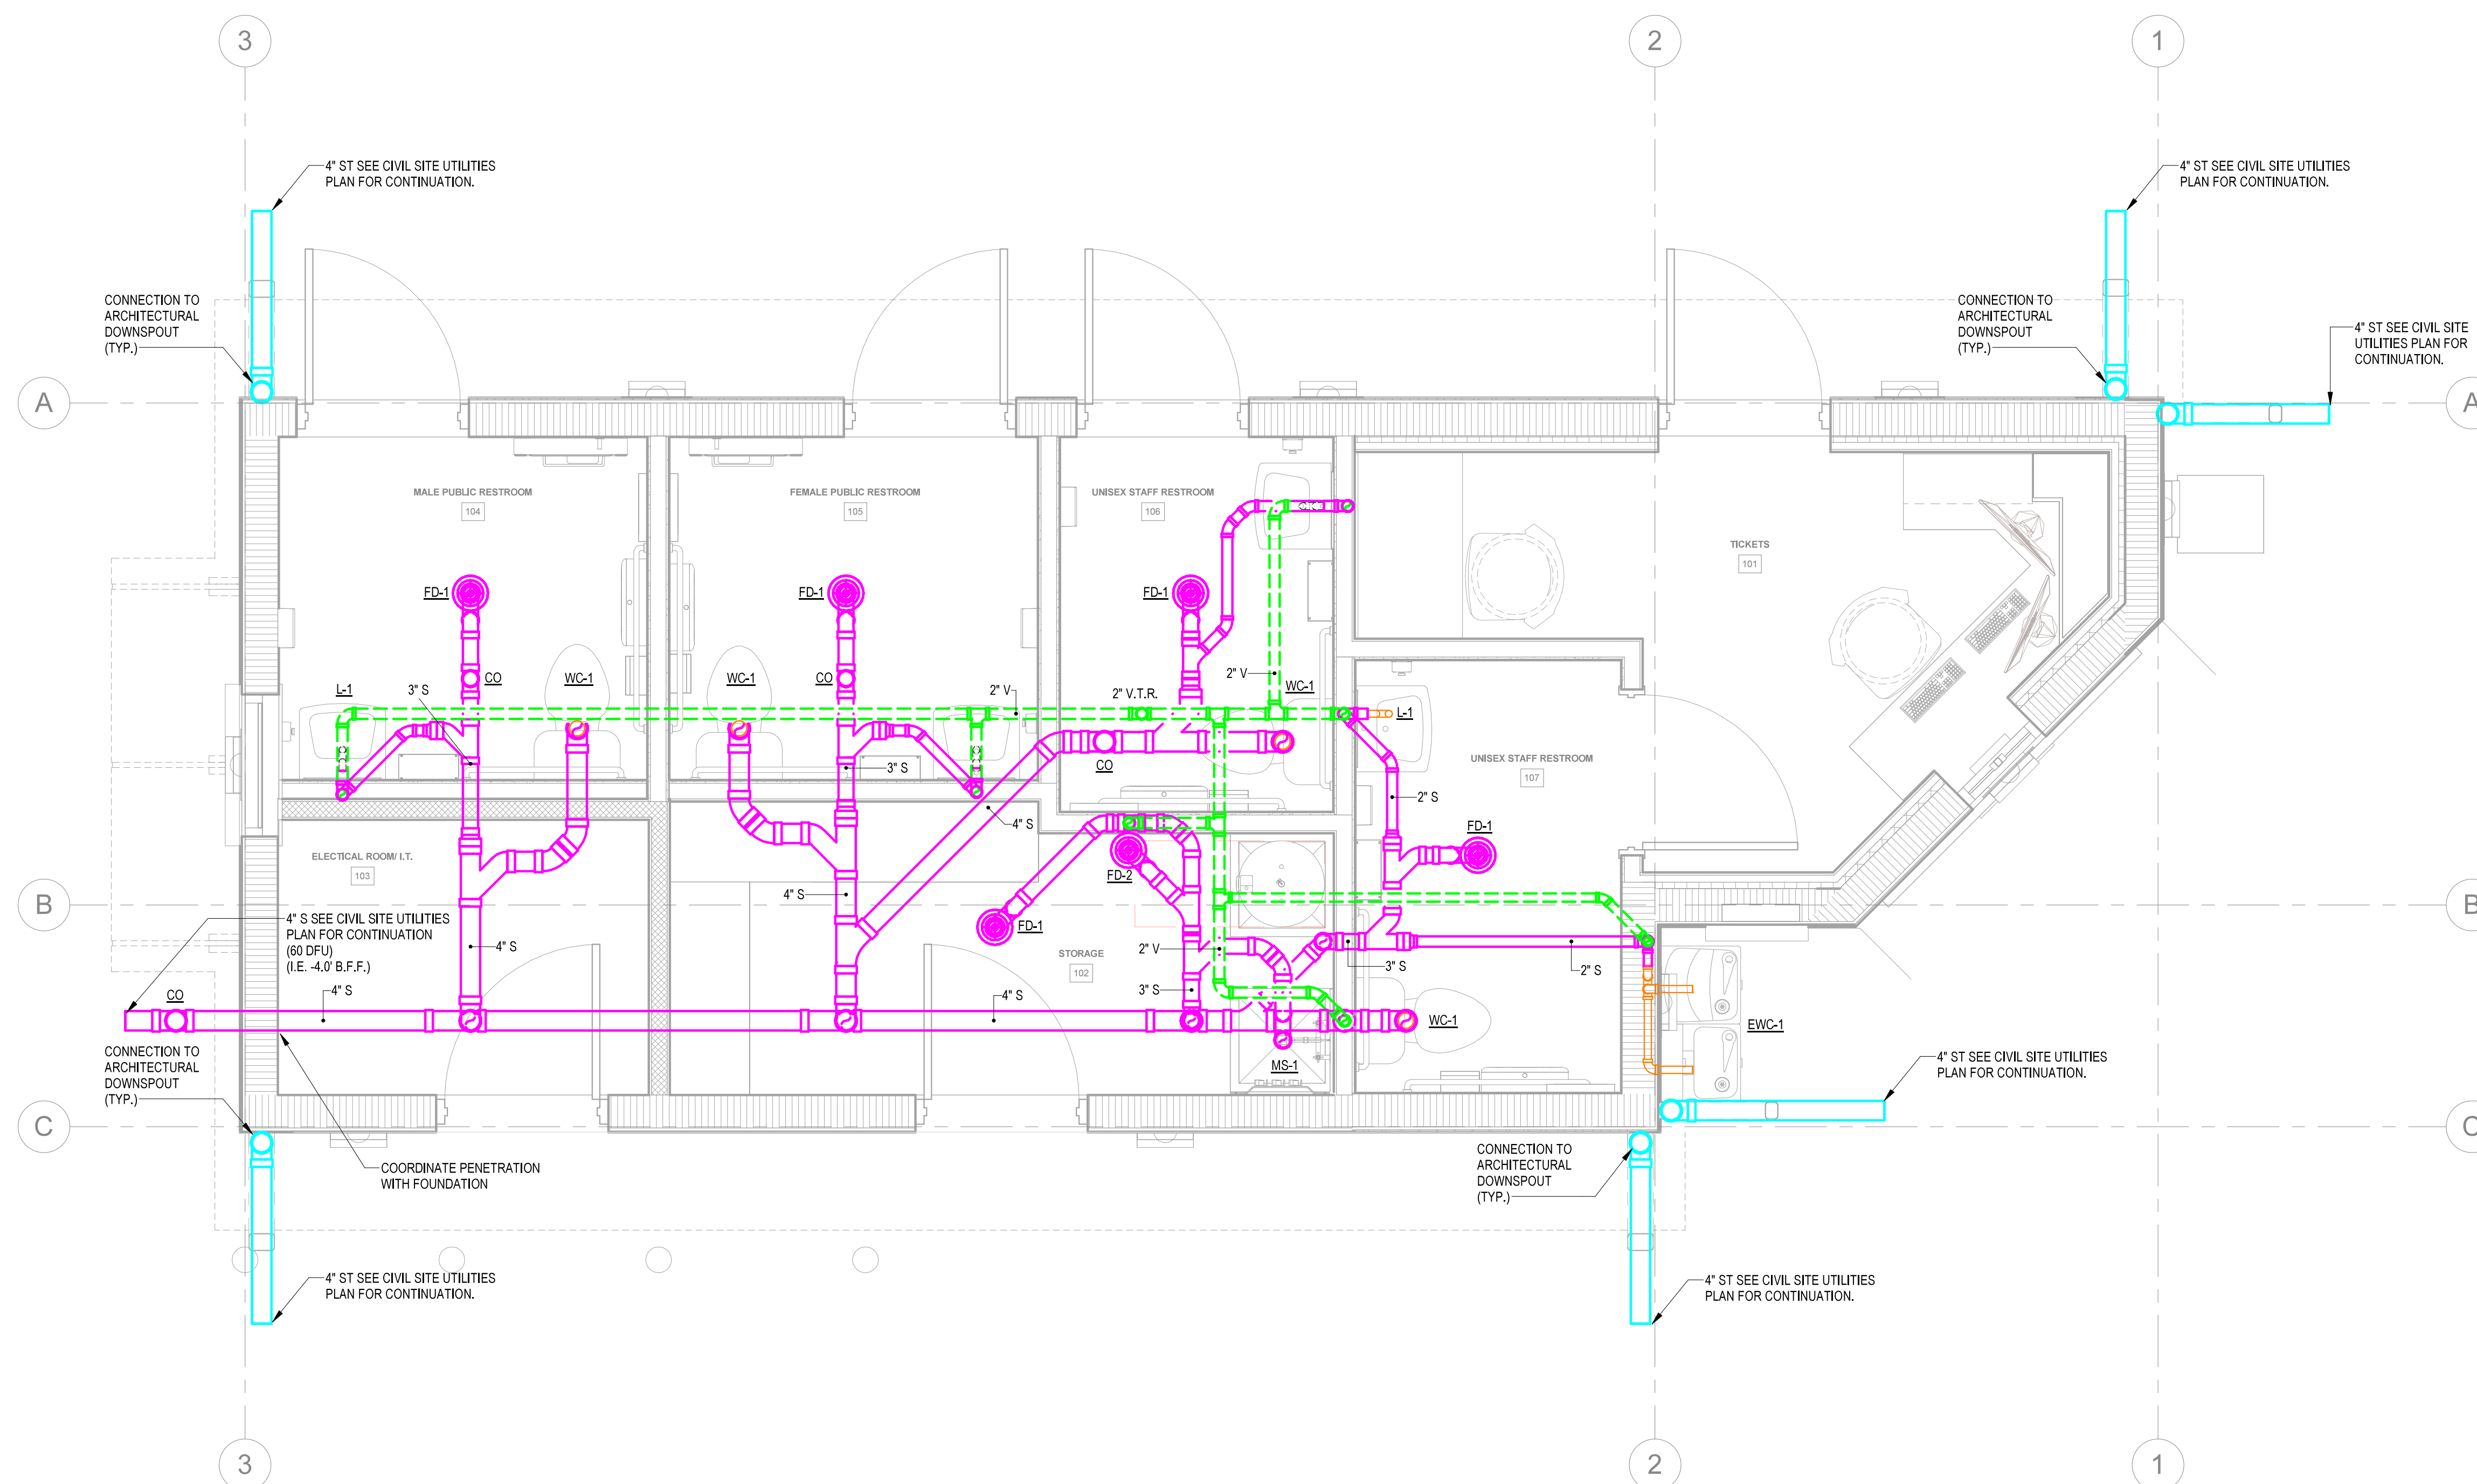 3
2
1
4" ST SEE CIVIL SITE UTILITIES
PLAN FOR CONTINUATION.
4" ST SEE CIVIL SITE UTILITIES
PLAN FOR CONTINUATION.
CONNECTION TO
ARCHITECTURAL
DOWNSPOUT
(TYP.)
CONNECTION TO
ARCHITECTURAL
DOWNSPOUT
(TYP.)
4" ST SEE CIVIL SITE
UTILITIES PLAN FOR
CONTINUATION.
A
A
MALE PUBLIC RESTROOM
104
FEMALE PUBLIC RESTROOM
105
UNISEX STAFF RESTROOM
106
TICKETS
101
FD-1
FD-1
FD-1
L-1
3" S
CO
WC-1
WC-1
CO
2" V
2" V.T.R.
2" V
WC-1
L-1
3" S
CO
UNISEX STAFF RESTROOM
107
2" S
4" S
FD-1
ELECTICAL ROOM/ I.T.
103
FD-2
4" S
B
B
4" S SEE CIVIL SITE UTILITIES
PLAN FOR CONTINUATION
(60 DFU)
(I.E. -4.0' B.F.F.)
4" S
FD-1
STORAGE
102
2" V
3" S
2" S
CO
4" S
4" S
3" S
WC-1
EWC-1
CONNECTION TO
ARCHITECTURAL
DOWNSPOUT
(TYP.)
MS-1
4" ST SEE CIVIL SITE UTILITIES
PLAN FOR CONTINUATION.
C
C
COORDINATE PENETRATION
WITH FOUNDATION
CONNECTION TO
ARCHITECTURAL
DOWNSPOUT
(TYP.)
4" ST SEE CIVIL SITE UTILITIES
PLAN FOR CONTINUATION.
4" ST SEE CIVIL SITE UTILITIES
PLAN FOR CONTINUATION.
3
2
1